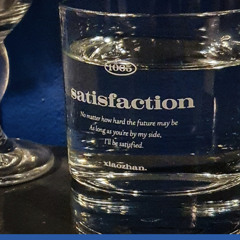 1005
satisfaction
No matter how hard the future may be
As long as you're by my side,
I'll be satisfied.
xiaozhan.